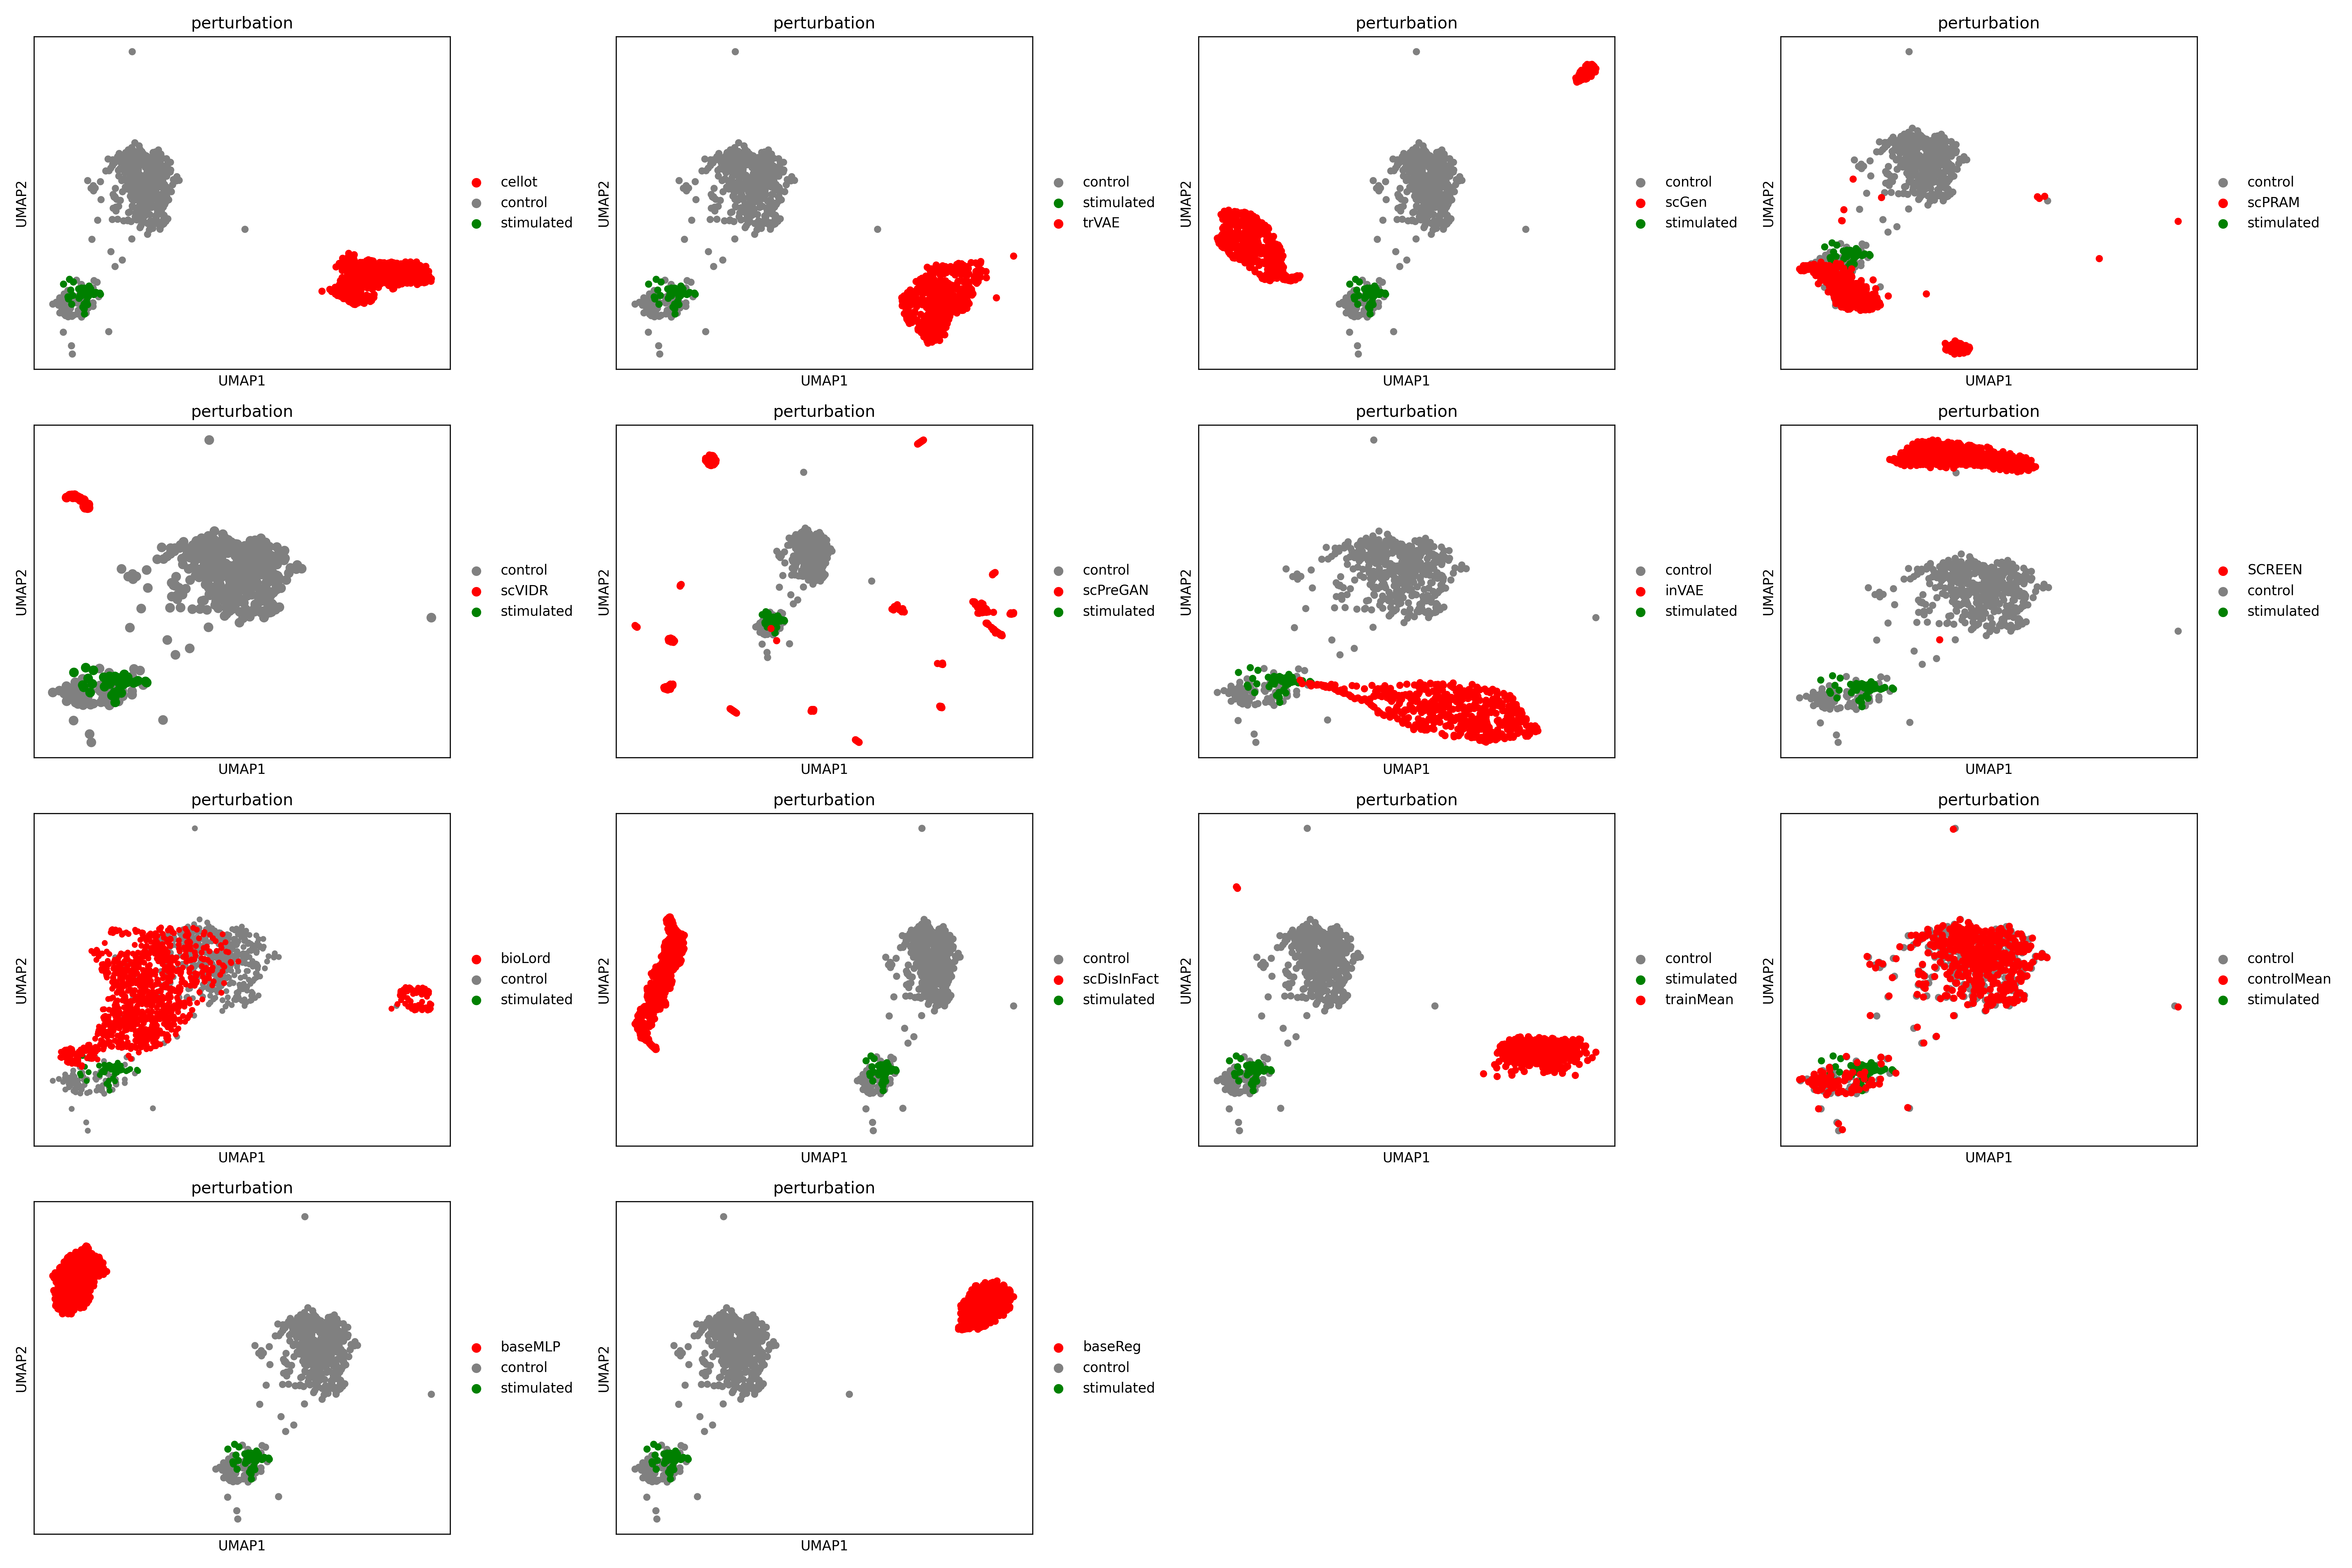 perturbation
UMAP2
cellot
control
stimulated
UMAP1
perturbation
UMAP2
control
stimulated
trVAE
UMAP1
perturbation
UMAP2
control
scGen
stimulated
UMAP1
perturbation
UMAP2
control
scPRAM
stimulated
UMAP1
perturbation
UMAP2
control
scVIDR
stimulated
UMAP1
perturbation
UMAP2
control
scPreGAN
stimulated
UMAP1
perturbation
UMAP2
control
inVAE
stimulated
UMAP1
perturbation
UMAP2
SCREEN
control
stimulated
UMAP1
perturbation
UMAP2
bioLord
control
stimulated
UMAP1
perturbation
UMAP2
control
scDisInFact
stimulated
UMAP1
perturbation
UMAP2
control
stimulated
trainMean
UMAP1
perturbation
UMAP2
control
controlMean
stimulated
UMAP1
perturbation
UMAP2
baseMLP
control
stimulated
UMAP1
perturbation
UMAP2
baseReg
control
stimulated
UMAP1